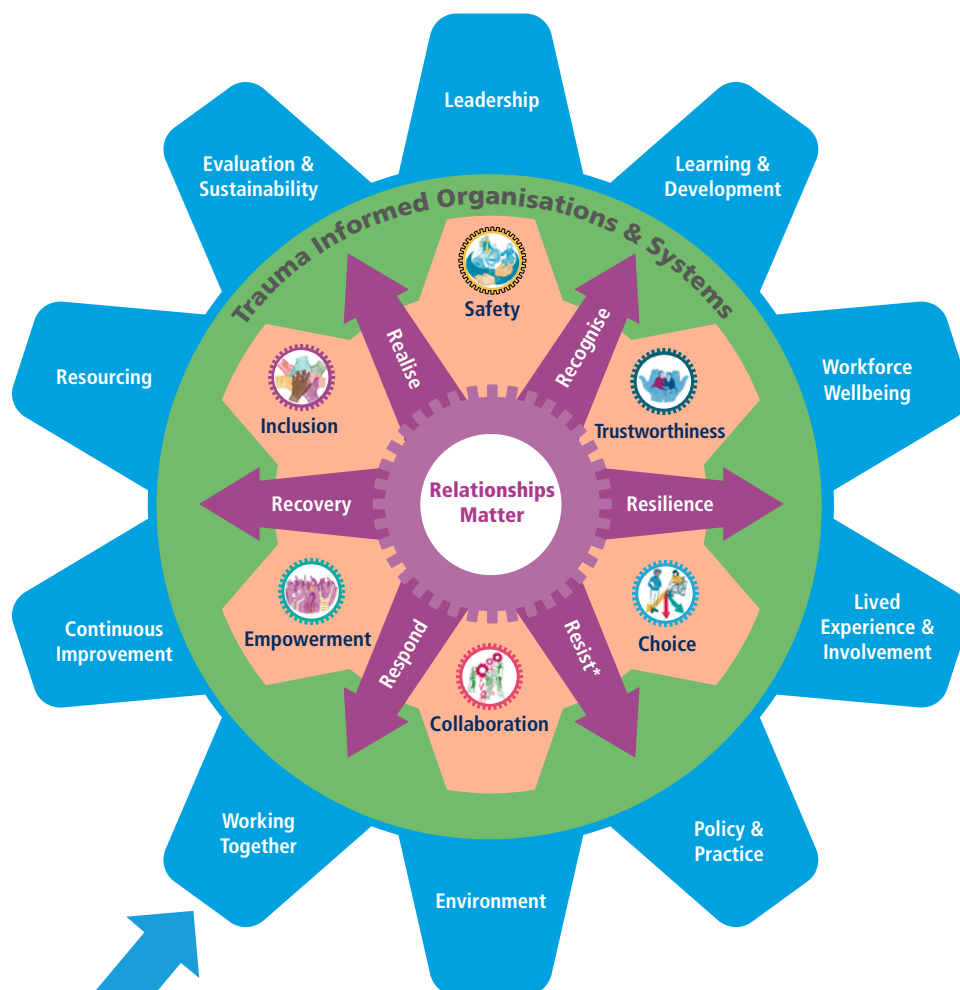 Leadership
Learning &
Development
Workforce
Wellbeing
Lived
Experience &
Involvement
Policy &
Practice
Environment
Working
Together
Continuous
Improvement
Resourcing
Evaluation &
Sustainability
Trauma Informed Organisations & Systems
Safety
Trustworthiness
Choice
Collaboration
Empowerment
Inclusion
Realise
Recognise
Resilience
Resist*
Respond
Recovery
Relationships
Matter